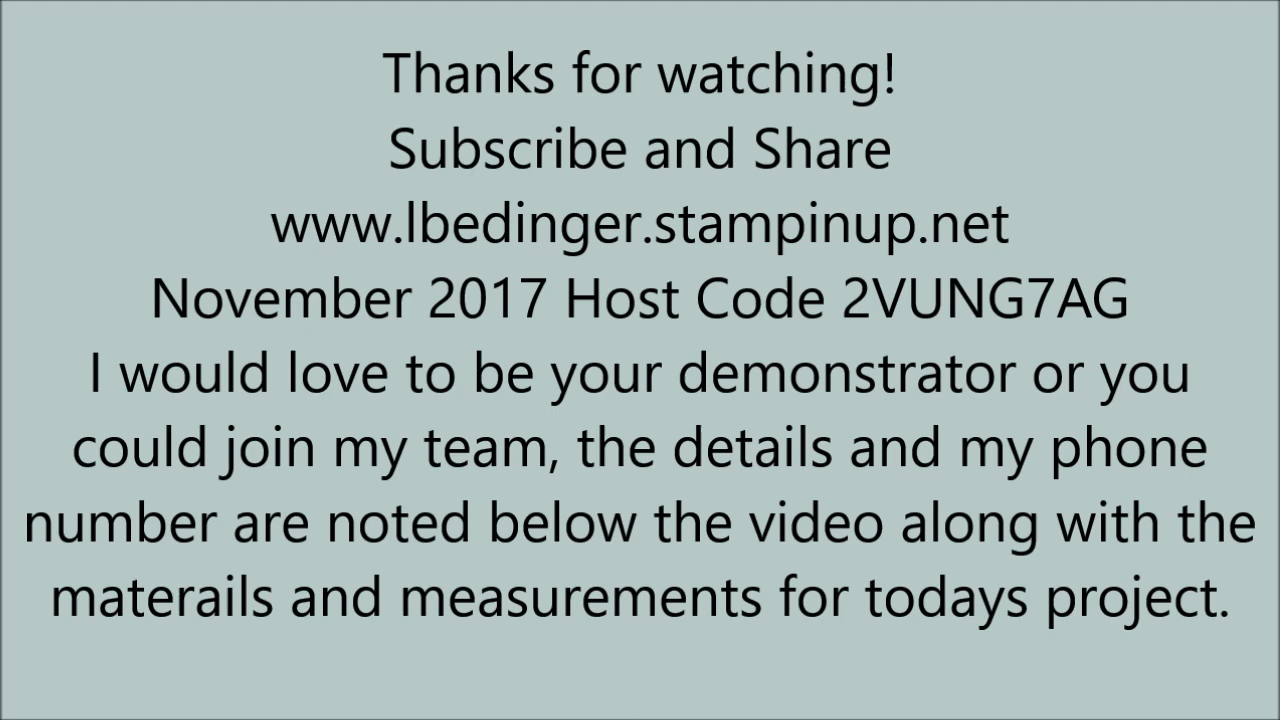 Thanks for watching!
Subscribe and Share
www.lbedinger.stampinup.net
November 2017 Host Code 2VUNG7AG
I would love to be your demonstrator or you
could join my team, the details and my phone
number are noted below the video along with the
materails and measurements for todays project.